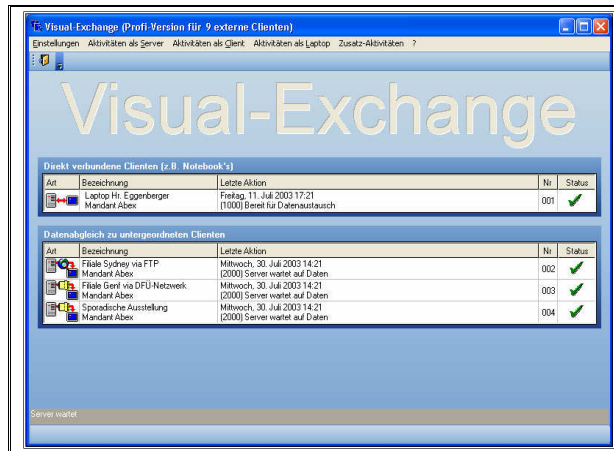 Visual-Exchange (Profi-Version für 9 externe Clienten)
Einstellungen Aktivitäten als Server Aktivitäten als Client Aktivitäten als Laptop Zusatz-Aktivitäten ?
Visual-Exchange
Direkt verbundene Clienten (z.B. Notebook's)
Art Bezeichnung Letzte Aktion Nr Status
Laptop Hr. Eggenberger Freitag, 11. Juli 2003 17:21
Mandant Abex (1000) Bereit für Datenaustausch 001
Datenabgleich zu untergeordneten Clienten
Art Bezeichnung Letzte Aktion Nr Status
Filiale Sydney via FTP Mittwoch, 30. Juli 2003 14:21
Mandant Abex (2000) Server wartet auf Daten 002
Filiale Genf via DFÜ-Netzwerk Mittwoch, 30. Juli 2003 14:21
Mandant Abex (2000) Server wartet auf Daten 003
Sporadische Ausstellung Mittwoch, 30. Juli 2003 14:21
Mandant Abex (2000) Server wartet auf Daten 004
Server wartet